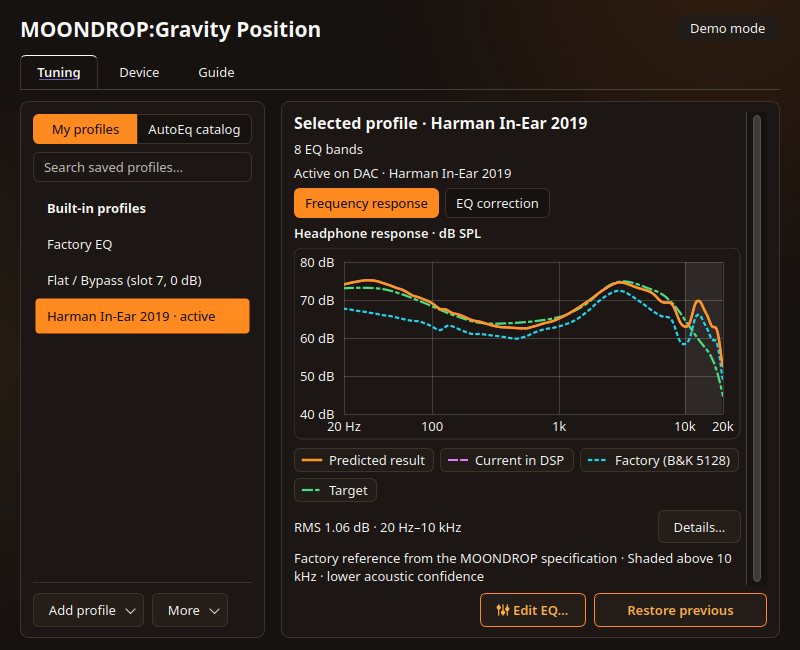 MOONDROP:Gravity Position
Demo mode
Tuning
Device
Guide
My profiles
AutoEq catalog
Search saved profiles...
Built-in profiles
Factory EQ
Flat / Bypass (slot 7, 0 dB)
Harman In-Ear 2019 · active
Add profile
More
Selected profile · Harman In-Ear 2019
8 EQ bands
Active on DAC · Harman In-Ear 2019
Frequency response
EQ correction
Headphone response · dB SPL
80 dB
70 dB
60 dB
50 dB
40 dB
20 Hz
100
1k
10k
20k
Predicted result
Current in DSP
Factory (B&K 5128)
Target
RMS 1.06 dB · 20 Hz–10 kHz
Details...
Factory reference from the MOONDROP specification · Shaded above 10
kHz · lower acoustic confidence
Edit EQ...
Restore previous